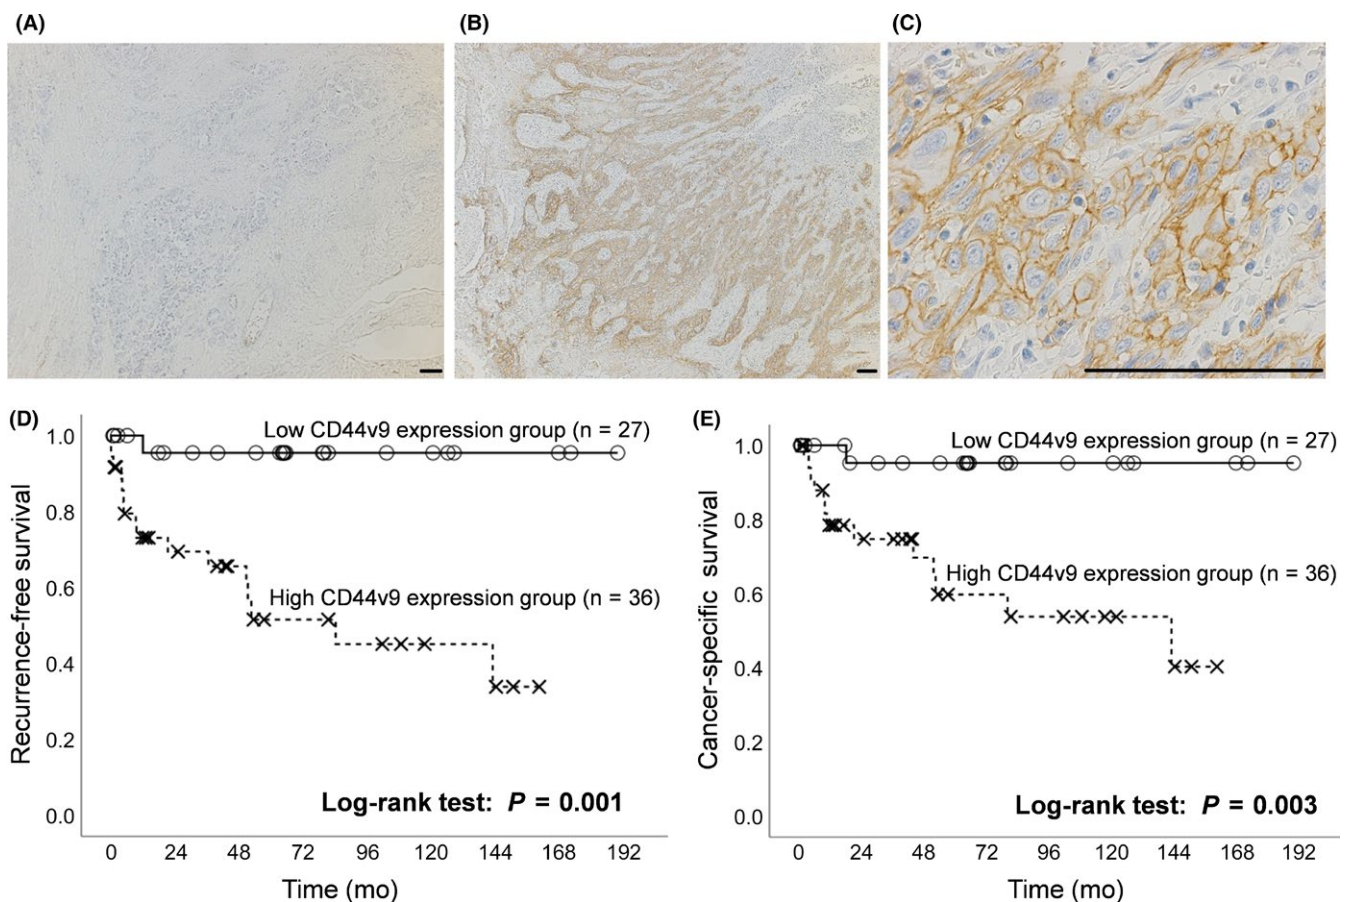 (A)
(B)
(C)
(D)
Recurrence-free survival
1.0
0.8
0.6
0.4
0.2
0.0
Low CD44v9 expression group (n = 27)
High CD44v9 expression group (n = 36)
Log-rank test: P = 0.001
0 24 48 72 96 120 144 168 192
Time (mo)
(E)
Cancer-specific survival
1.0
0.8
0.6
0.4
0.2
0.0
Low CD44v9 expression group (n = 27)
High CD44v9 expression group (n = 36)
Log-rank test: P = 0.003
0 24 48 72 96 120 144 168 192
Time (mo)